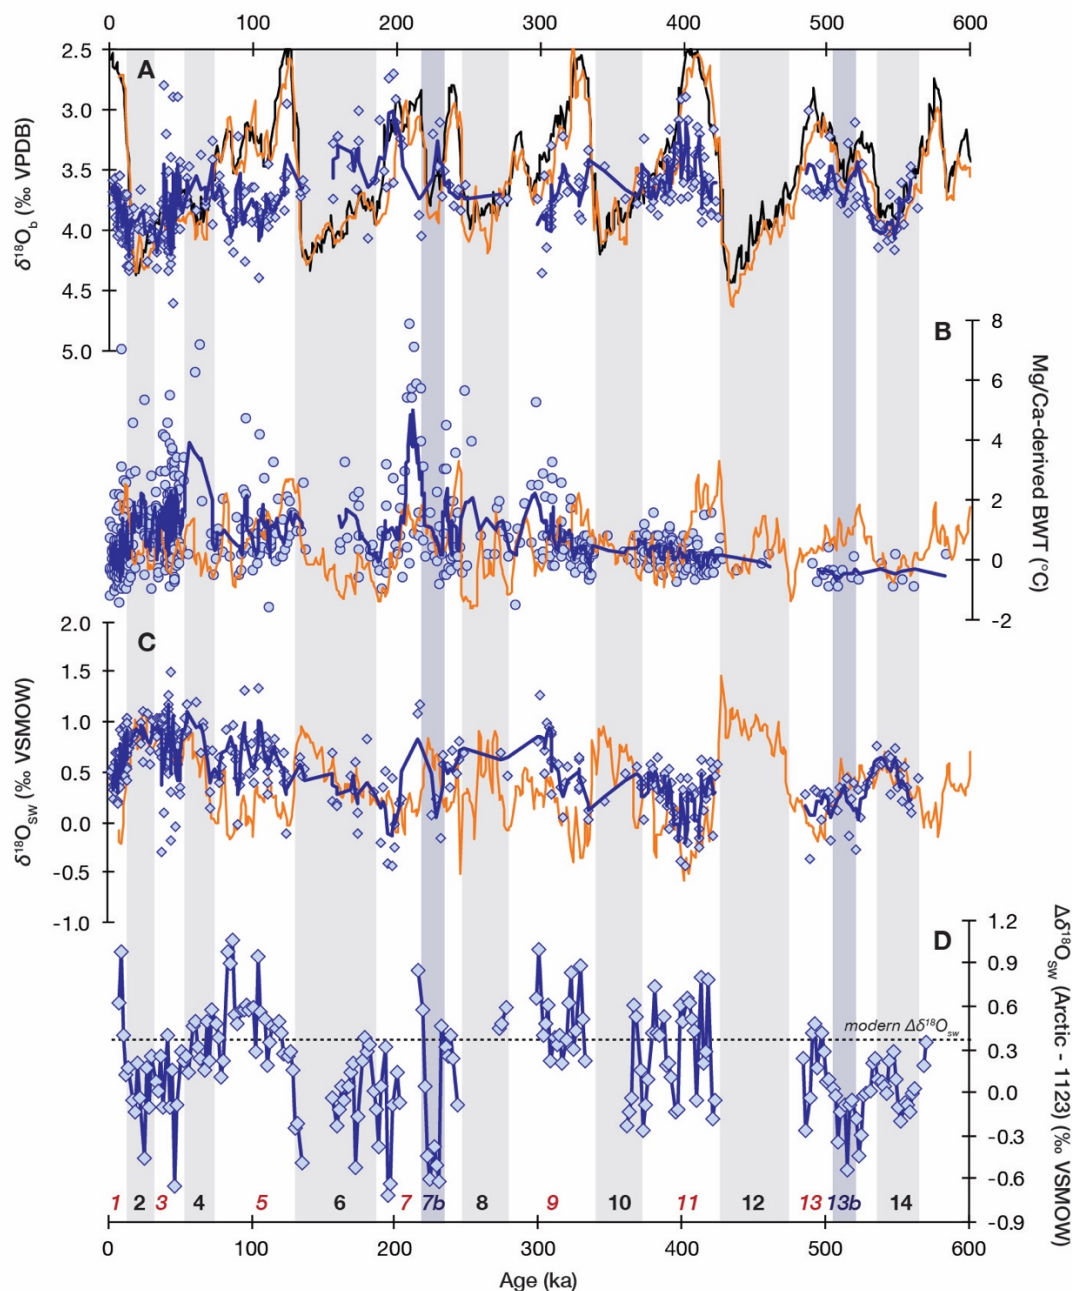 0 100 200 300 400 500 600
A
2.5
3.0
3.5
4.0
4.5
5.0
δ¹⁸O_b (‰ VPDB)
B
8
6
4
2
0
-2
Mg/Ca-derived BWT (°C)
C
2.0
1.5
1.0
0.5
0.0
-0.5
-1.0
δ¹⁸O_sw (‰ VSMOW)
D
1.2
0.9
0.6
0.3
0.0
-0.3
-0.6
-0.9
Δδ¹⁸O_sw (Arctic - 1123) (‰ VSMOW)
modern Δδ¹⁸O_sw
1 2 3 4 5 6 7 7b 8 9 10 11 12 13 13b 14
0 100 200 300 400 500 600
Age (ka)